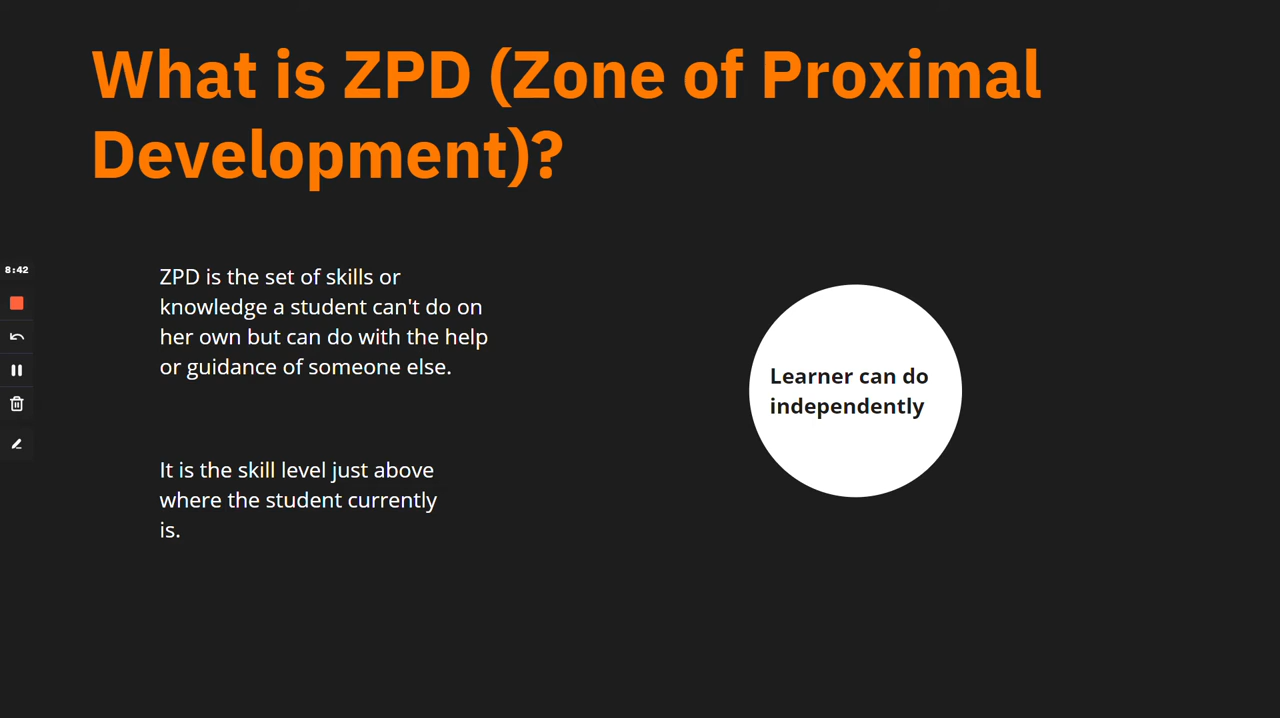 What is ZPD (Zone of Proximal
Development)?
8:42
ZPD is the set of skills or
knowledge a student can't do on
her own but can do with the help
or guidance of someone else.
It is the skill level just above
where the student currently
is.
Learner can do
independently